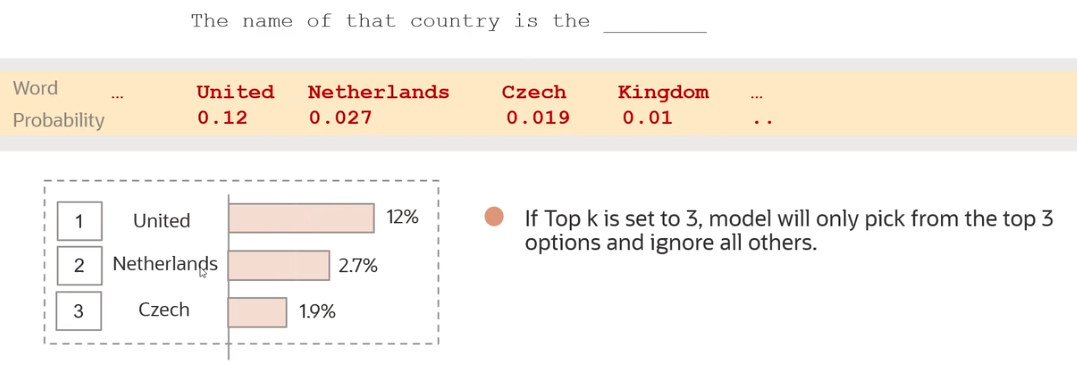 The name of that country is the ________
Word ... United Netherlands Czech Kingdom ...
Probability 0.12 0.027 0.019 0.01 ..
1 United 12%
2 Netherlands 2.7%
3 Czech 1.9%
If Top k is set to 3, model will only pick from the top 3
options and ignore all others.